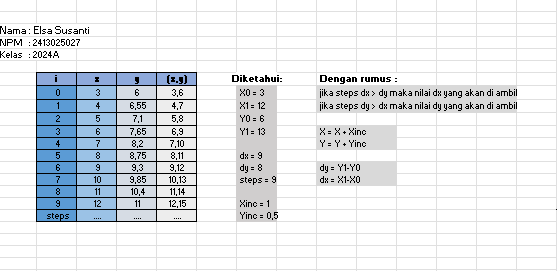 Nama : Elsa Susanti
NPM : 2413025027
Kelas : 2024A
i x y (x,y) Diketahui: Dengan rumus :
0 3 6 3,6 X0 = 3 jika steps dx > dy maka nilai dx yang akan di ambil
1 4 6,55 4,7 X1 = 12 jika steps dx > dy maka nilai dy yang akan di ambil
2 5 7,1 5,8 Y0 = 6
3 6 7,65 6,9 Y1 = 13 X = X + Xinc
4 7 8,2 7,10 Y = Y + Yinc
5 8 8,75 8,11 dx = 9
6 9 9,3 9,12 dy = 8 dy = Y1-Y0
7 10 9,85 10,13 steps = 9 dx = X1-X0
8 11 10,4 11,14
9 12 11 12,15 Xinc = 1
steps .... .... .... Yinc = 0,5